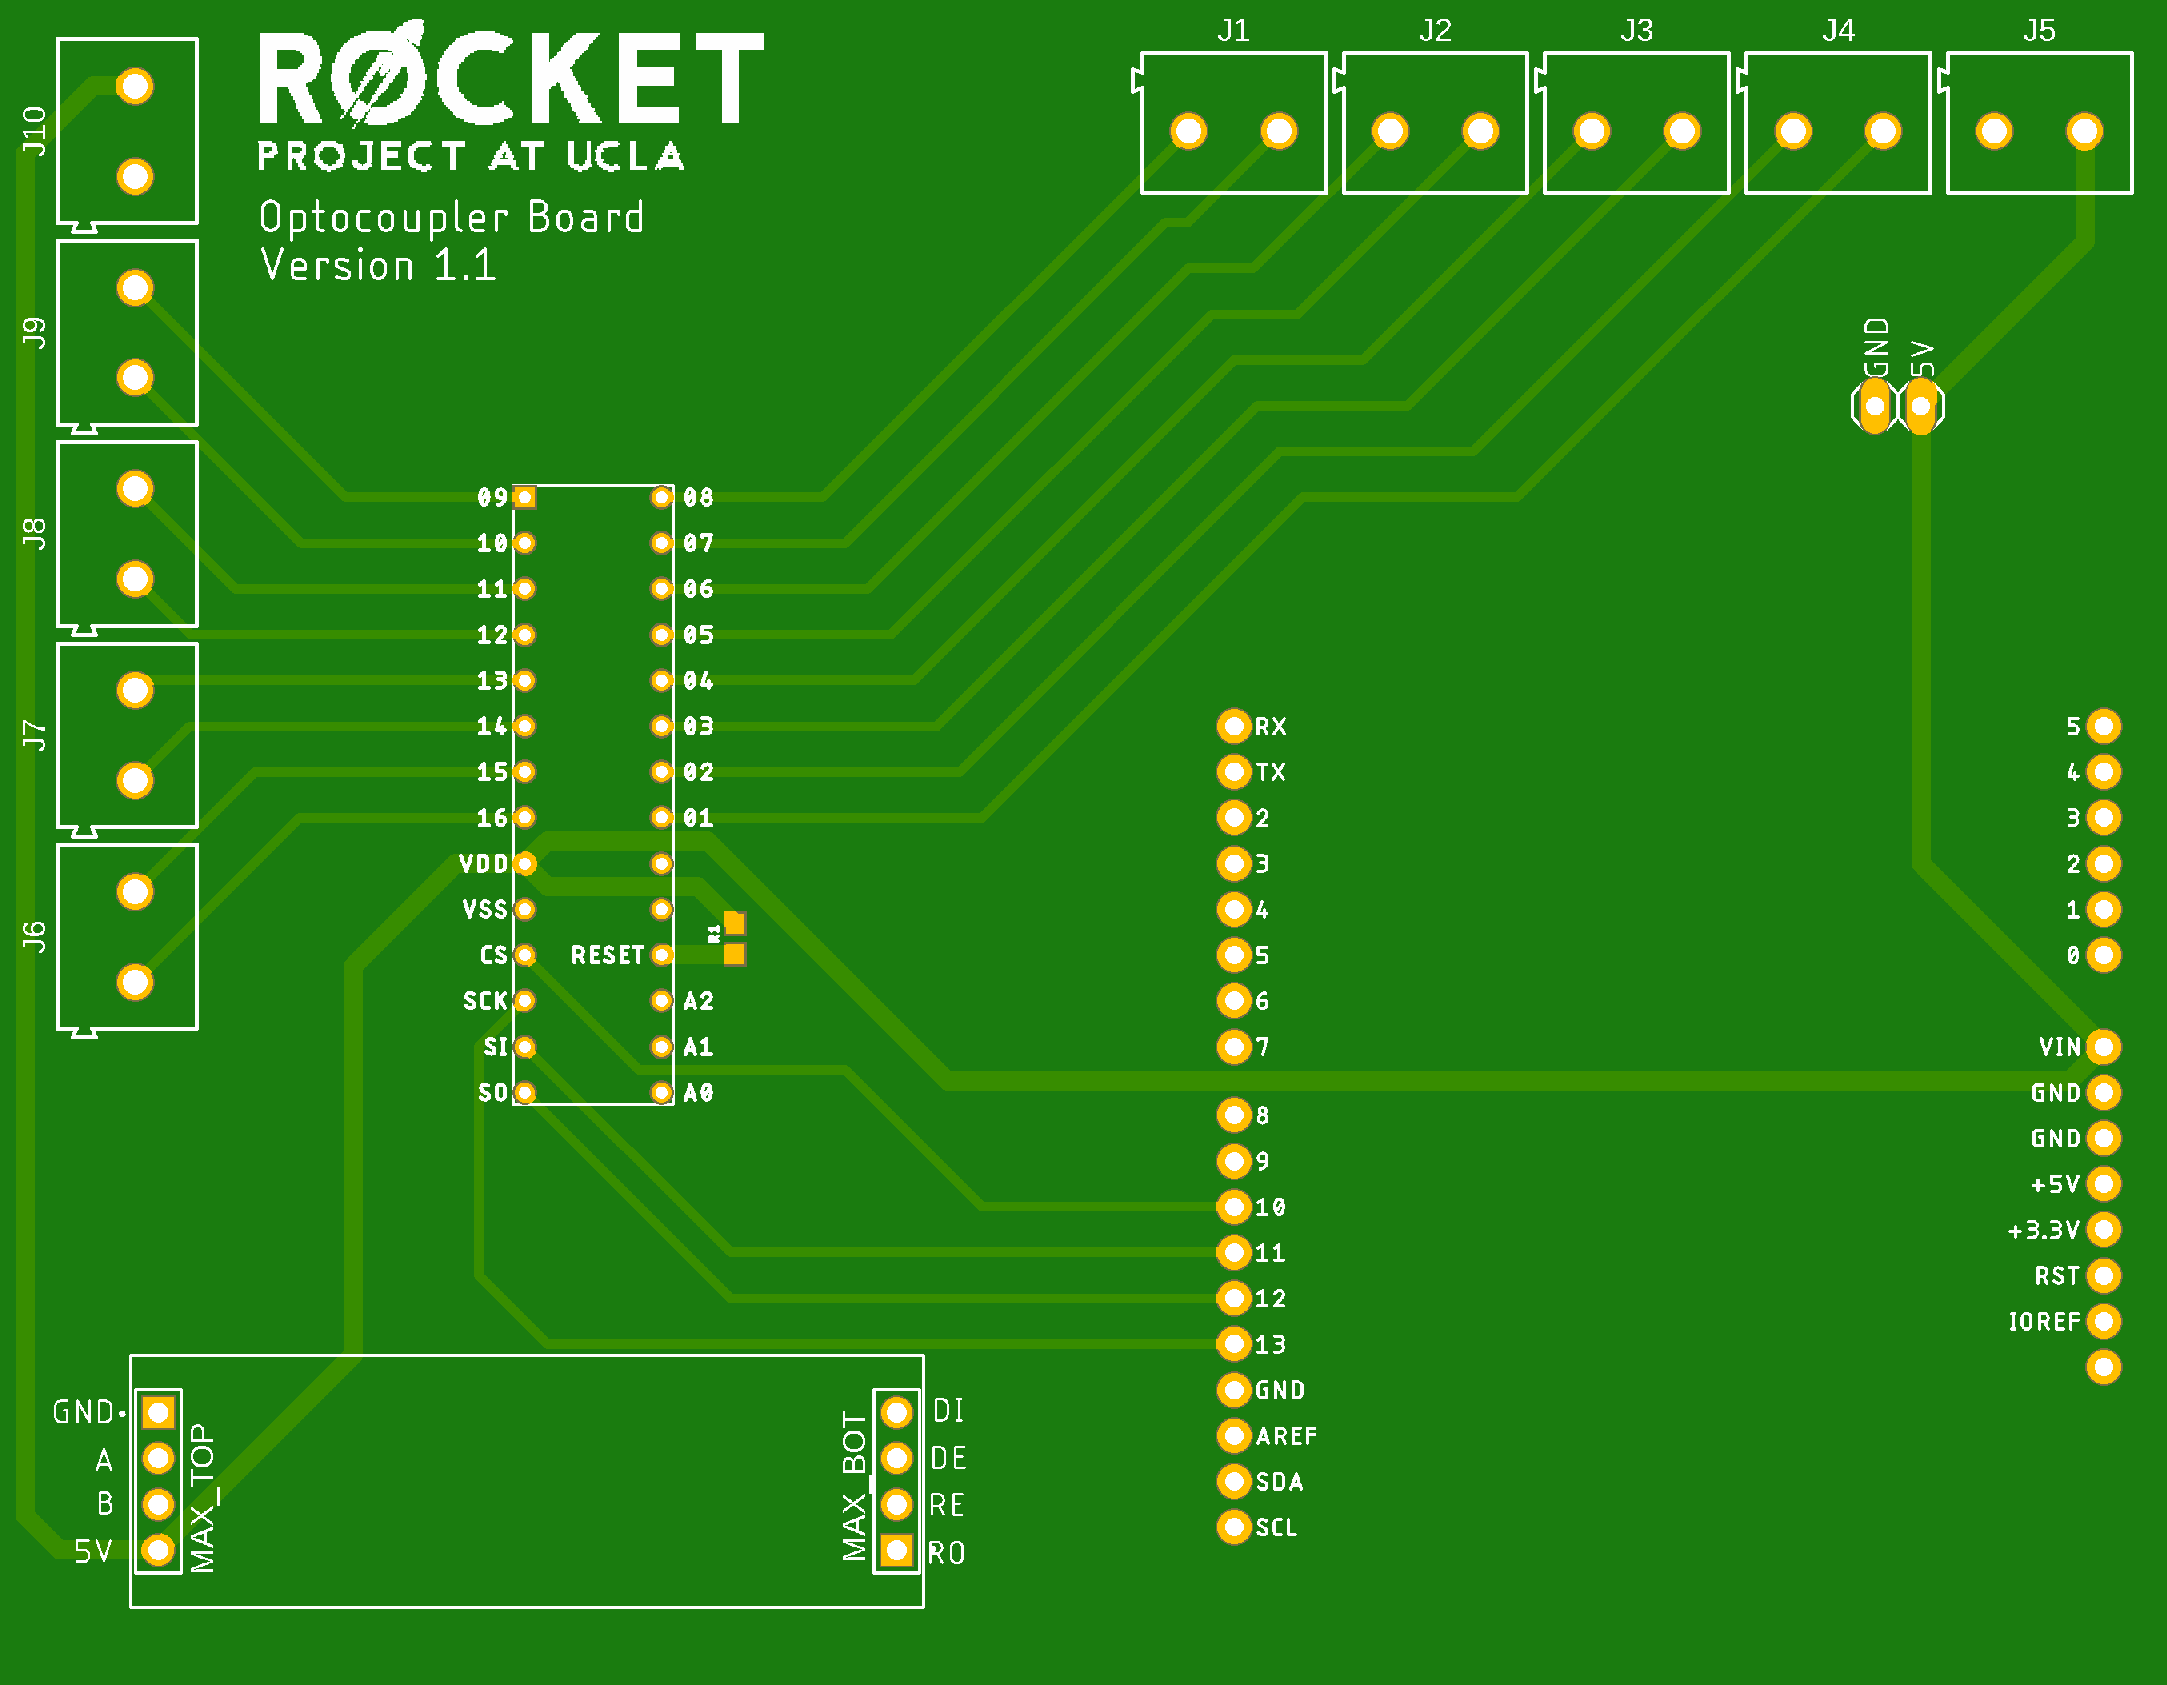 ROCKET
PROJECT AT UCLA
Optocoupler Board
Version 1.1
J1
J2
J3
J4
J5
J10
J9
J8
J7
J6
GND
5V
09
08
10
07
11
06
12
05
13
04
14
03
15
02
16
01
VDD
VSS
CS
RESET
SCK
A2
SI
A1
SO
A0
R1
RX
TX
2
3
4
5
6
7
8
9
10
11
12
13
GND
AREF
SDA
SCL
5
4
3
2
1
0
VIN
GND
GND
+5V
+3.3V
RST
IOREF
GND
A
B
5V
MAX_TOP
MAX_BOT
DI
DE
RE
RO